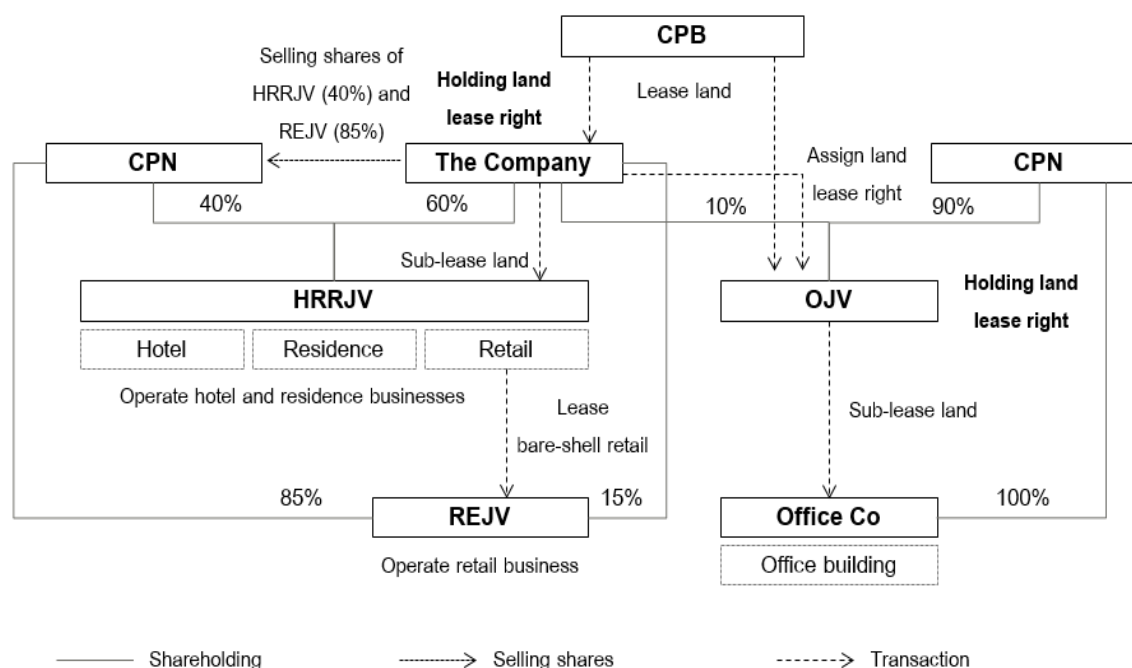 CPB
Selling shares of
HRRJV (40%) and
REJV (85%)
Holding land
lease right
Lease land
CPN
The Company
Assign land
lease right
CPN
40%
60%
10%
90%
Sub-lease land
HRRJV
OJV
Holding land
lease right
Hotel
Residence
Retail
Operate hotel and residence businesses
Lease
bare-shell retail
Sub-lease land
85%
REJV
15%
Office Co
100%
Operate retail business
Office building
Shareholding
Selling shares
Transaction